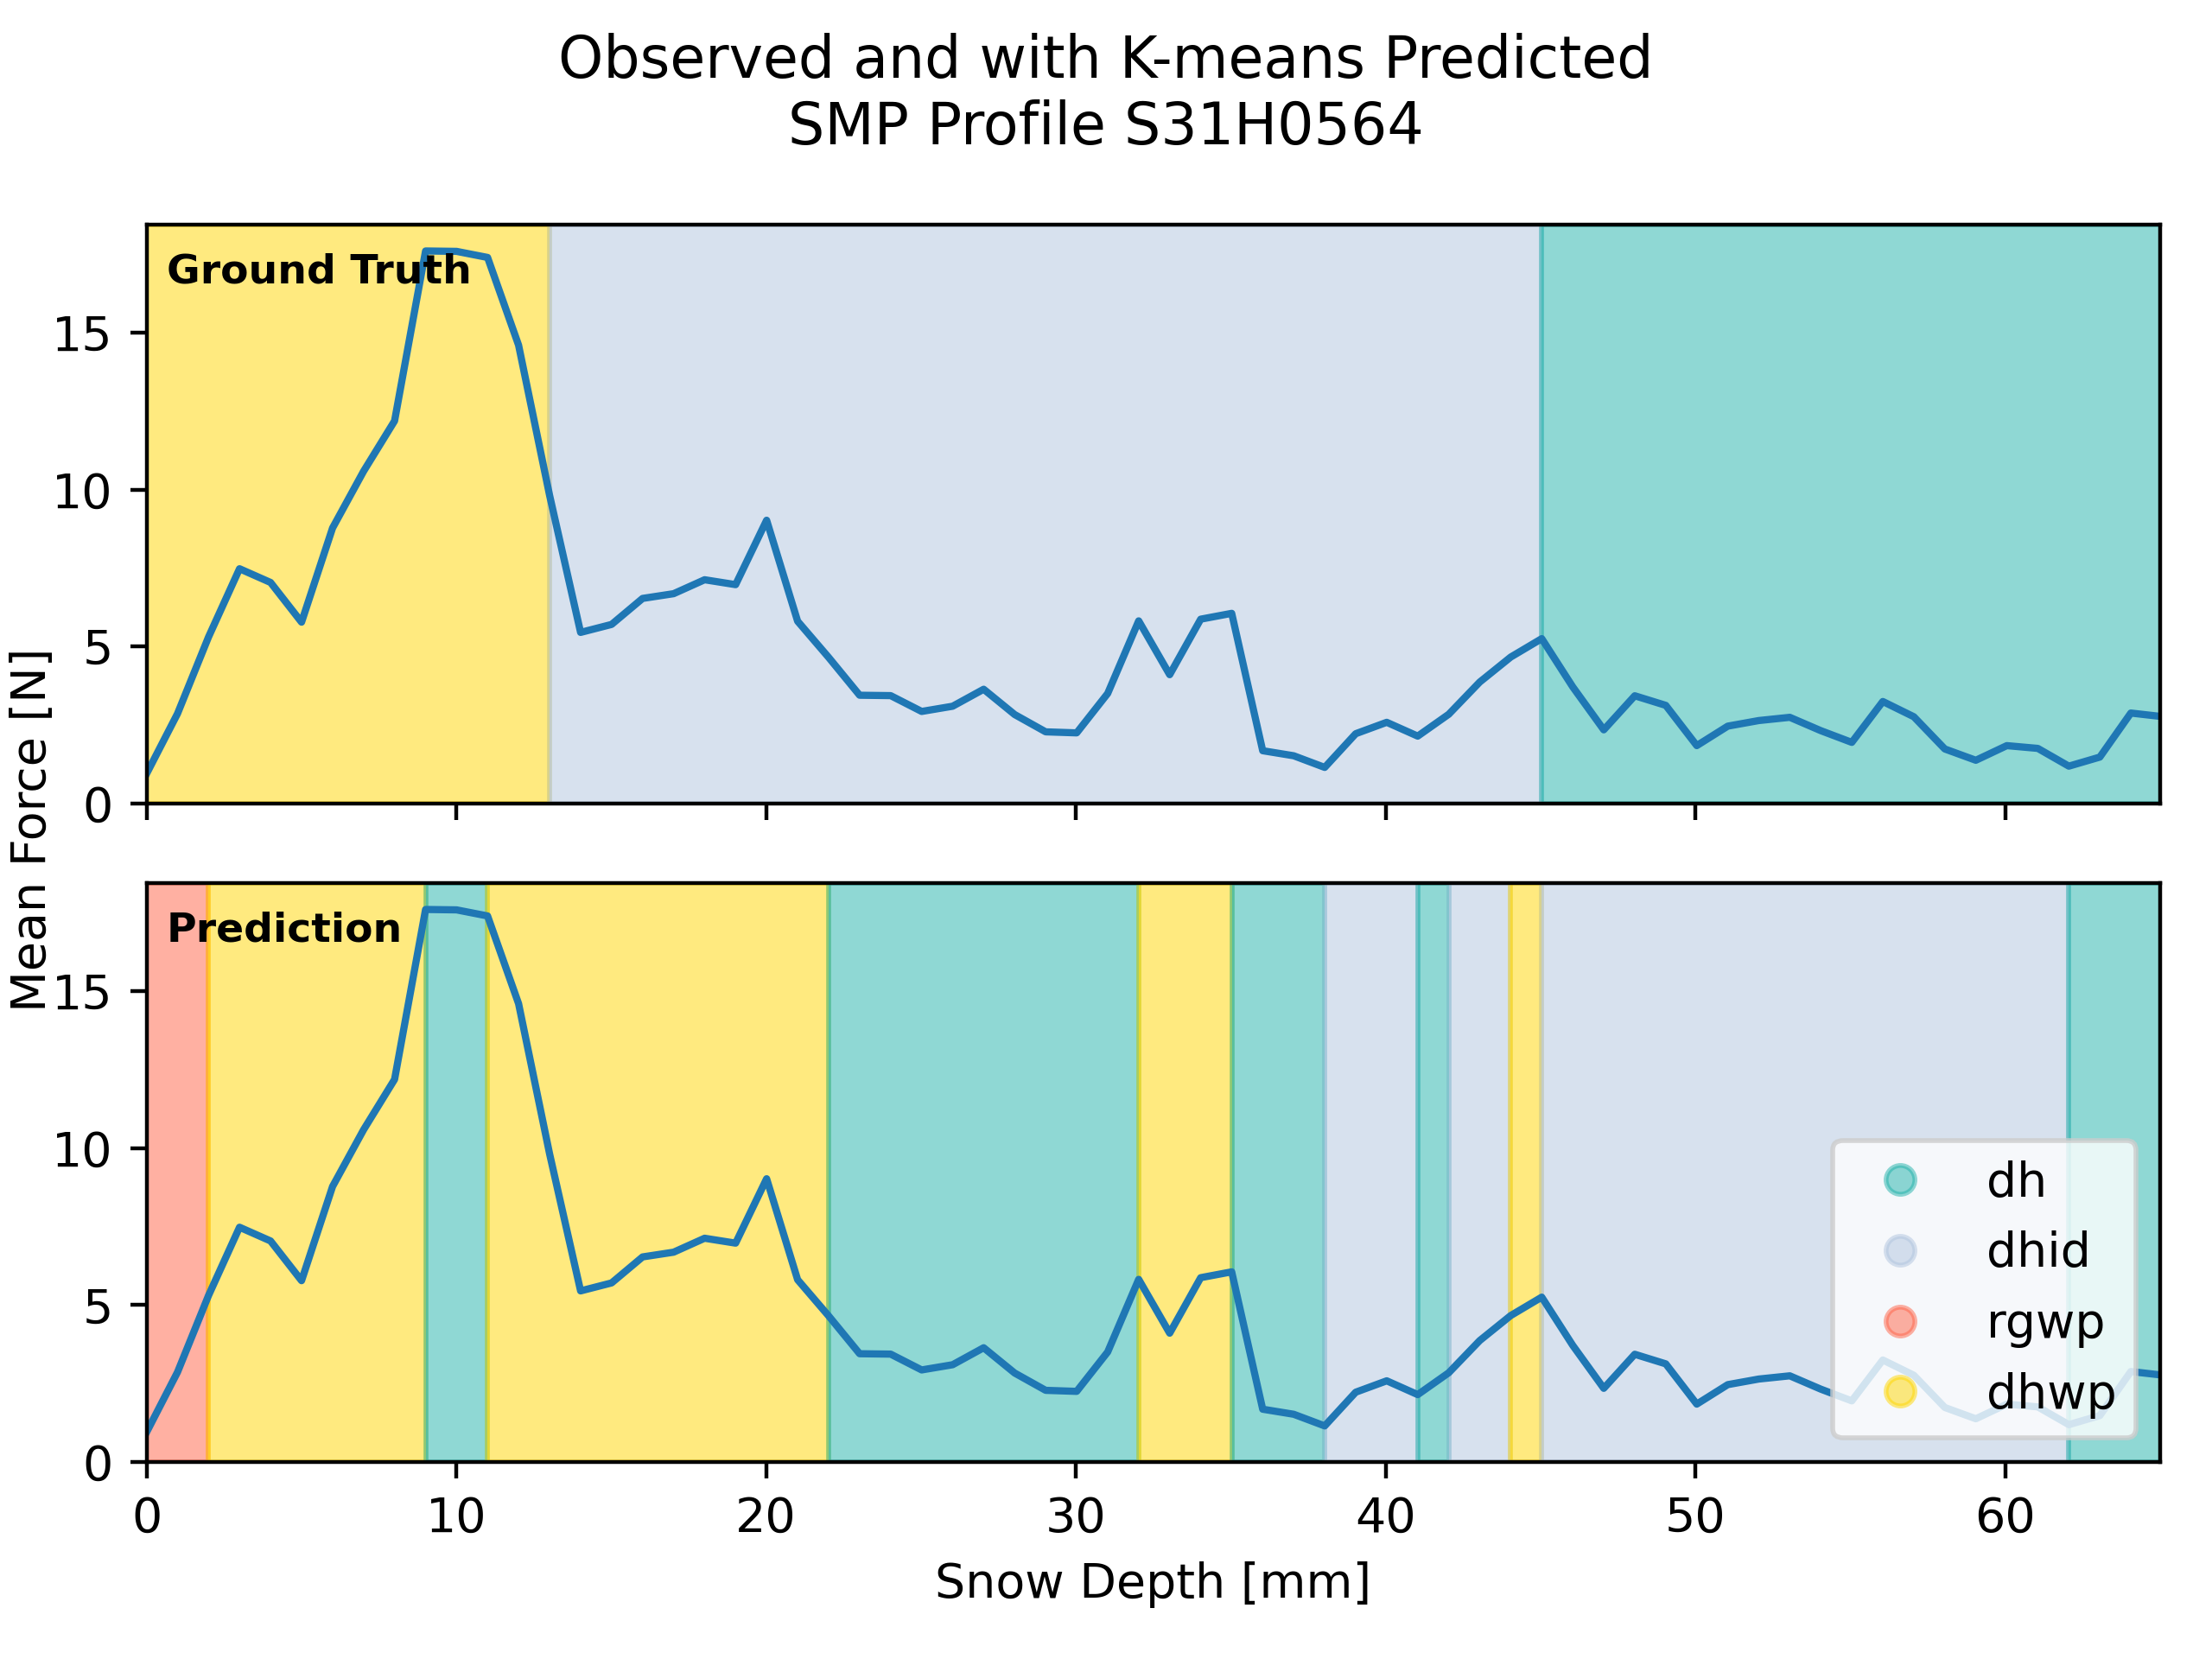 Observed and with K-means Predicted
SMP Profile S31H0564
Ground Truth
15
10
5
0
Mean Force [N]
Prediction
15
10
5
0
dh
dhid
rgwp
dhwp
0 10 20 30 40 50 60
Snow Depth [mm]